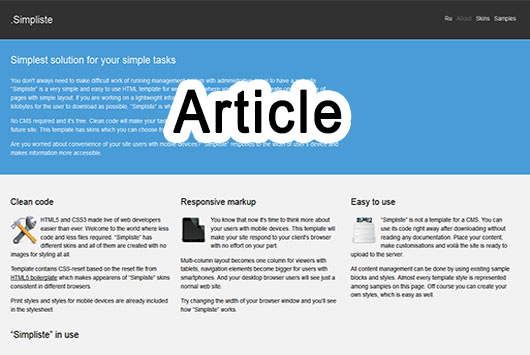 .Simpliste
Ru About Skins Samples
Simplest solution for your simple tasks
You don't always need to make difficult work of running management system with administrative
"Simpliste" is a very simple and easy to use HTML template for web
pages with simple layout. If you are working on a lightweight
kilobytes for the user to download as possible, "Simpliste" is
No CMS required and it's free. Clean code will make your
future site. This template has skins which you can choose
Are you worried about convenience of your site users with mobile devices? "Simpliste" responds to the width of user's device and
makes information more accessible.
Article
Clean code
HTML5 and CSS3 made live of web developers
easier than ever. Welcome to the world where less
code and less files required. "Simpliste" has
different skins and all of them are created with no
images for styling at all.
Template contains CSS-reset based on the reset file from
HTML5 boilerplate which makes appearance of "Simpliste" skins
consistent in different browsers.
Print styles and styles for mobile devices are already included
in the stylesheet.
Responsive markup
You know that now it's time to think more about
your users with mobile devices. This template will
make your site respond to your client's browser
with no effort on your part.
Multi-column layout becomes one column for viewers with
tablets, navigation elements become bigger for users with
smartphones. And your desktop browser users will see just a
normal web site.
Try changing the width of your browser window and you'll see
how "Simpliste" works.
Easy to use
"Simpliste" is not a template for a CMS. You can
use its code right away after downloading without
reading any documentation. Place your content,
make customisations and voilà the site is ready to
upload to the server.
All content management can be done by using existing sample
blocks and styles. Almost every template style is represented
among samples on this page. Off course you can create your
own styles, which is easy as well.
"Simpliste" in use